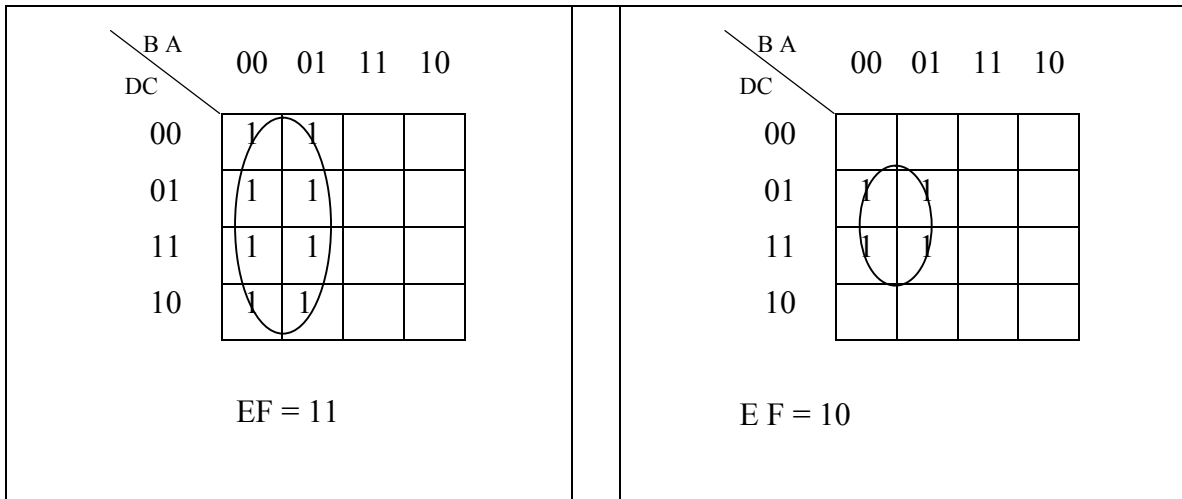 B A
00 01 11 10
DC
00 1 1
01 1 1
11 1 1
10 1 1
EF = 11
B A
00 01 11 10
DC
00
01 1 1
11 1 1
10
E F = 10